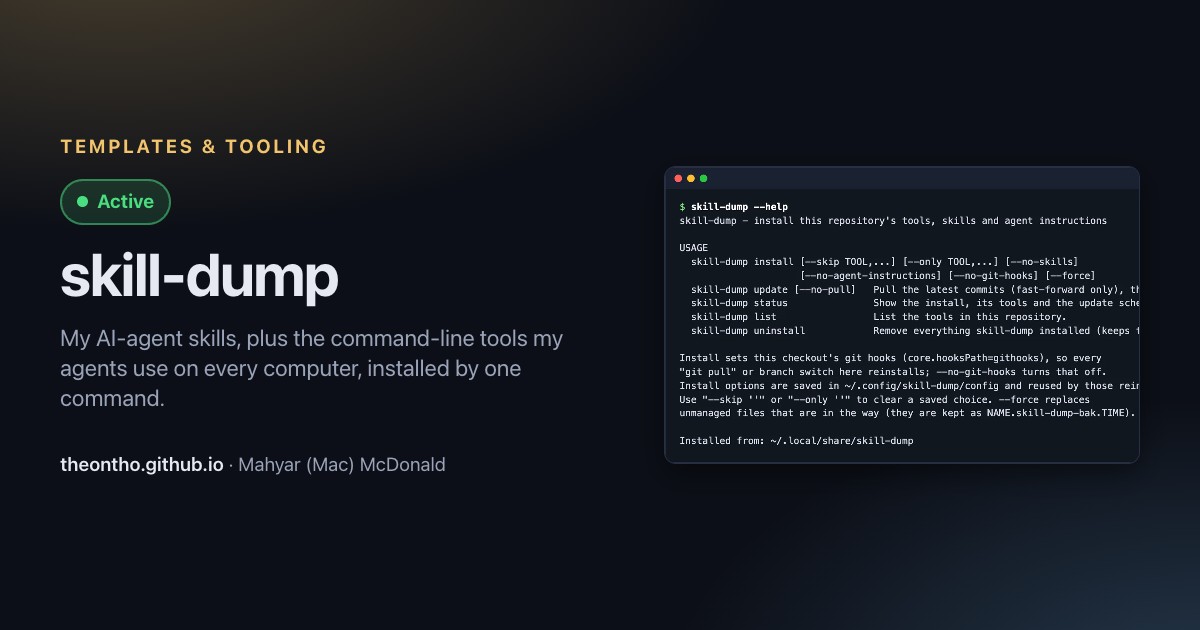 TEMPLATES & TOOLING
Active
skill-dump
My AI-agent skills, plus the command-line tools my
agents use on every computer, installed by one
command.
theontho.github.io · Mahyar (Mac) McDonald
$ skill-dump --help
skill-dump — install this repository's tools, skills and agent instructions
USAGE
skill-dump install [--skip TOOL,...] [--only TOOL,...] [--no-skills]
[--no-agent-instructions] [--no-git-hooks] [--force]
skill-dump update [--no-pull] Pull the latest commits (fast-forward only),
skill-dump status Show the install, its tools and the update
skill-dump list List the tools in this repository.
skill-dump uninstall Remove everything skill-dump installed (keeps
Install sets this checkout's git hooks (core.hooksPath=githooks), so every
"git pull" or branch switch here reinstalls; --no-git-hooks turns that off.
Install options are saved in ~/.config/skill-dump/config and reused by those
Use "--skip ''" or "--only ''" to clear a saved choice. --force replaces
unmanaged files that are in the way (they are kept as NAME.skill-dump-bak.TIME).
Installed from: ~/.local/share/skill-dump